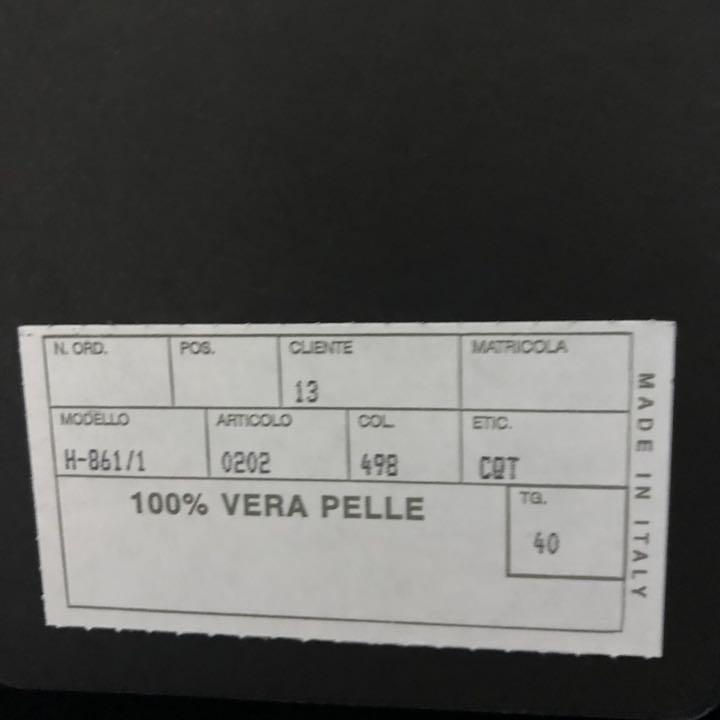 N. ORD. POS. CLIENTE MATRICOLA
13
MODELLO ARTICOLO COL. ETIC.
H-861/1 0202 498 CQT
100% VERA PELLE
TG.
40
MADE IN ITALY